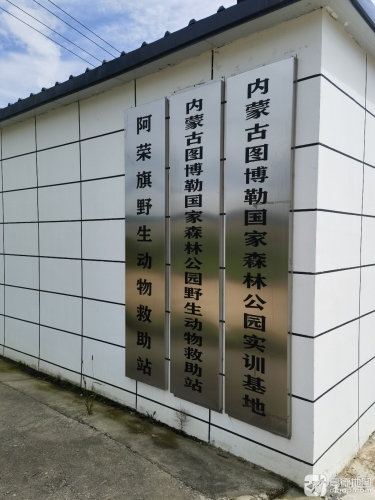 阿荣旗野生动物救助站
内蒙古图博勒国家森林公园野生动物救助站
内蒙古图博勒国家森林公园实训基地